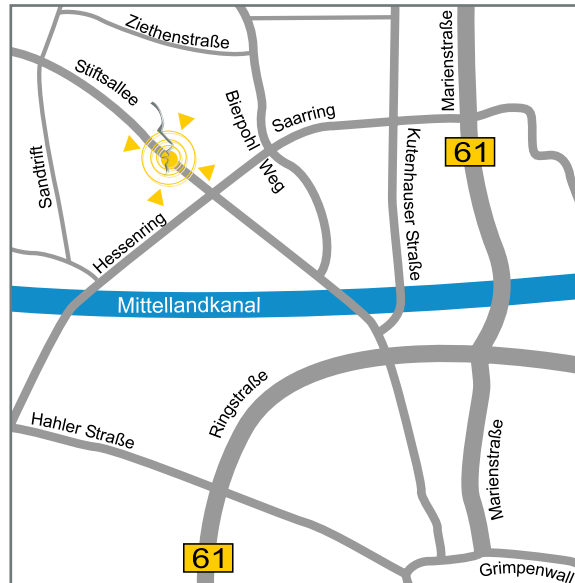 Ziethenstraße
Stiftsallee
Marienstraße
Bierpohl
Weg
Saarring
61
Kutenhauser Straße
Sandtrift
Hessenring
Mittellandkanal
Ringstraße
Hahler Straße
Marienstraße
61
Grimpenwall